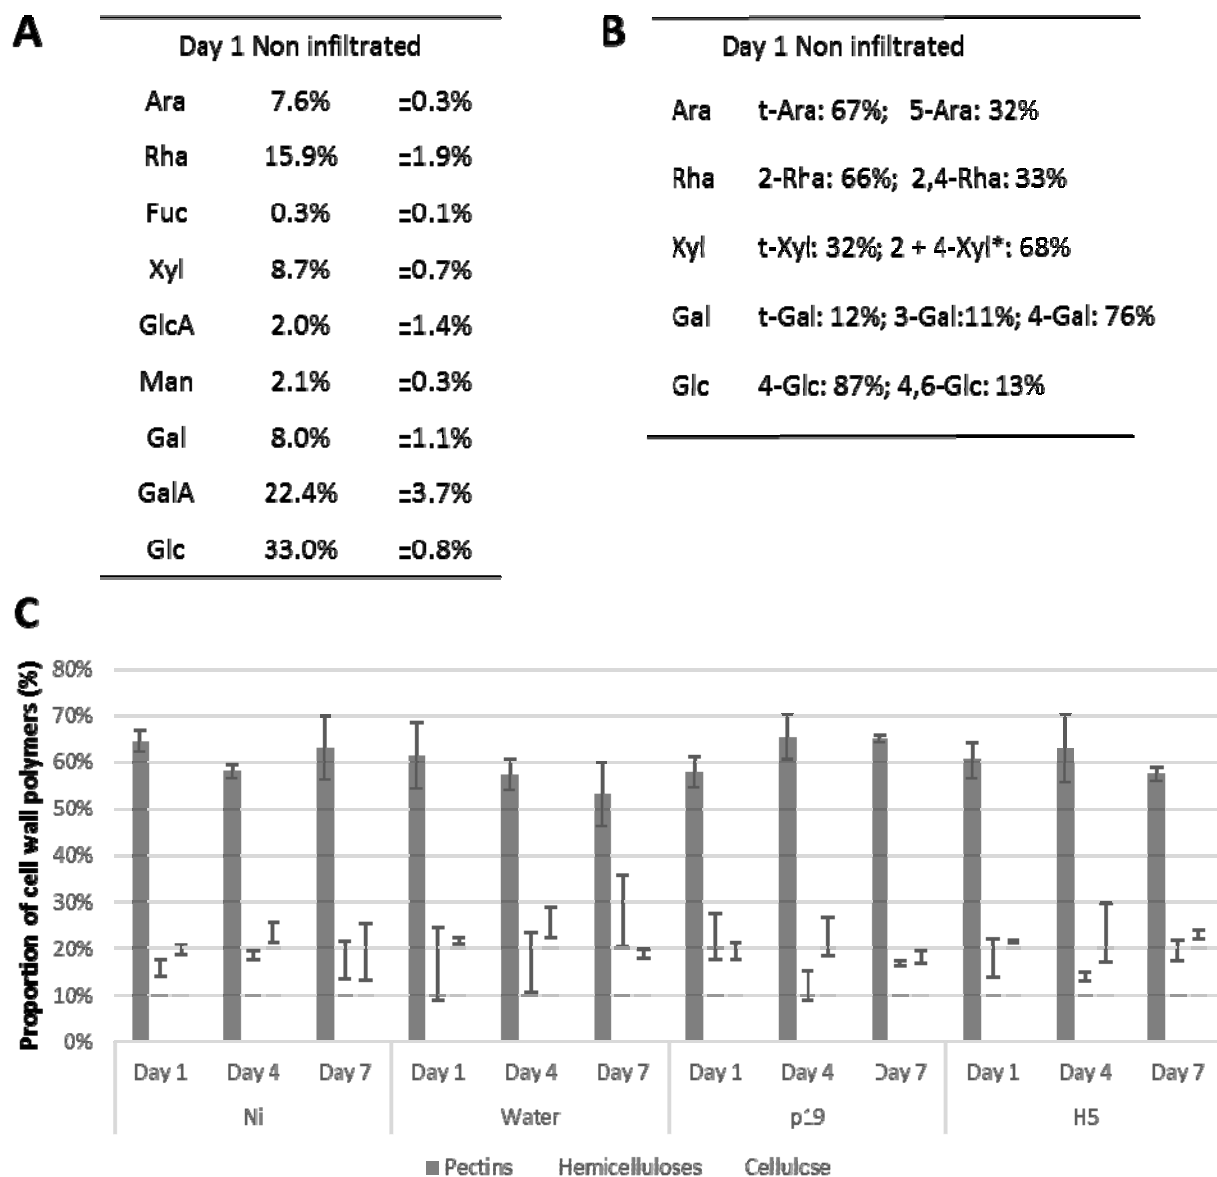 A
Day 1 Non infiltrated
Ara 7.6% ±0.3%
Rha 15.9% ±1.9%
Fuc 0.3% ±0.1%
Xyl 8.7% ±0.7%
GlcA 2.0% ±1.4%
Man 2.1% ±0.3%
Gal 8.0% ±1.1%
GalA 22.4% ±3.7%
Glc 33.0% ±0.8%
B
Day 1 Non infiltrated
Ara t-Ara: 67%; 5-Ara: 32%
Rha 2-Rha: 66%; 2,4-Rha: 33%
Xyl t-Xyl: 32%; 2 + 4-Xyl*: 68%
Gal t-Gal: 12%; 3-Gal:11%; 4-Gal: 76%
Glc 4-Glc: 87%; 4,6-Glc: 13%
C
Proportion of cell wall polymers (%)
80%
70%
60%
50%
40%
30%
20%
10%
0%
Day 1 Day 4 Day 7 Day 1 Day 4 Day 7 Day 1 Day 4 Day 7 Day 1 Day 4 Day 7
Ni Water p19 H5
Pectins Hemicelluloses Cellulose